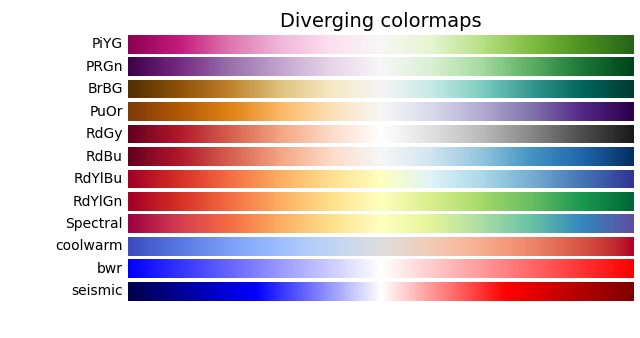 Diverging colormaps
PiYG
PRGn
BrBG
PuOr
RdGy
RdBu
RdYlBu
RdYlGn
Spectral
coolwarm
bwr
seismic